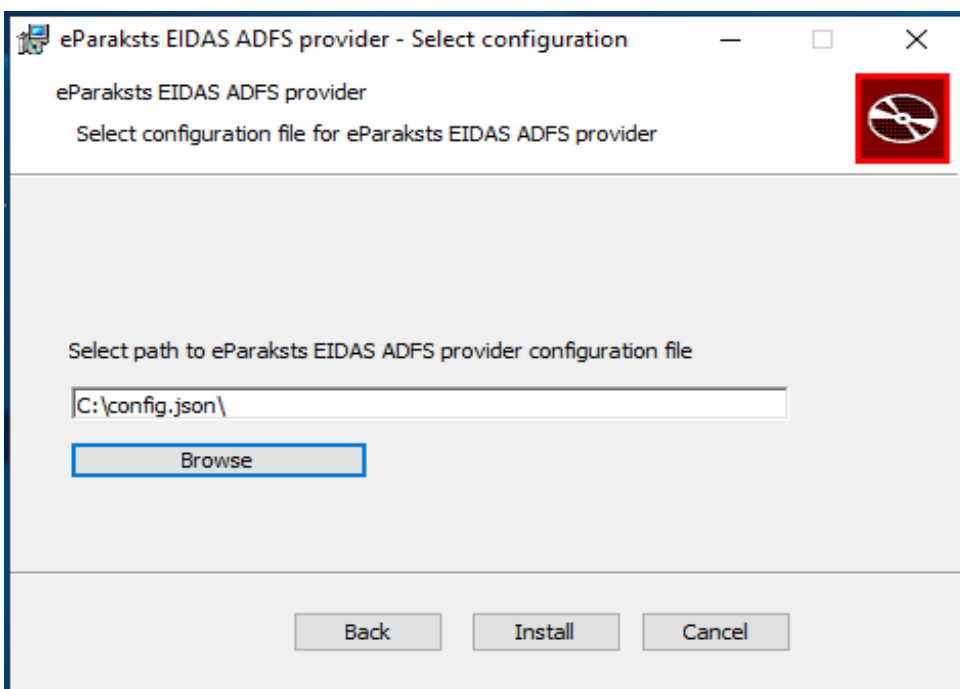 eParaksts EIDAS ADFS provider - Select configuration
eParaksts EIDAS ADFS provider
Select configuration file for eParaksts EIDAS ADFS provider
Select path to eParaksts EIDAS ADFS provider configuration file
C:\config.json\
Browse
Back Install Cancel